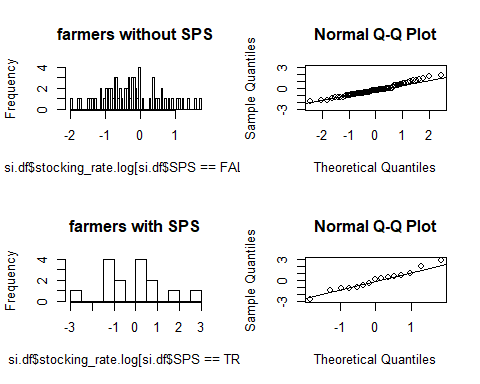 farmers without SPS
Frequency
0 2 4
-2 -1 0 1
si.df$stocking_rate.log[si.df$SPS == FAL
Normal Q-Q Plot
Sample Quantiles
-3 0 3
-2 -1 0 1 2
Theoretical Quantiles
farmers with SPS
Frequency
0 2 4
-3 -1 0 1 2 3
si.df$stocking_rate.log[si.df$SPS == TR
Normal Q-Q Plot
Sample Quantiles
-3 0 3
-1 0 1
Theoretical Quantiles